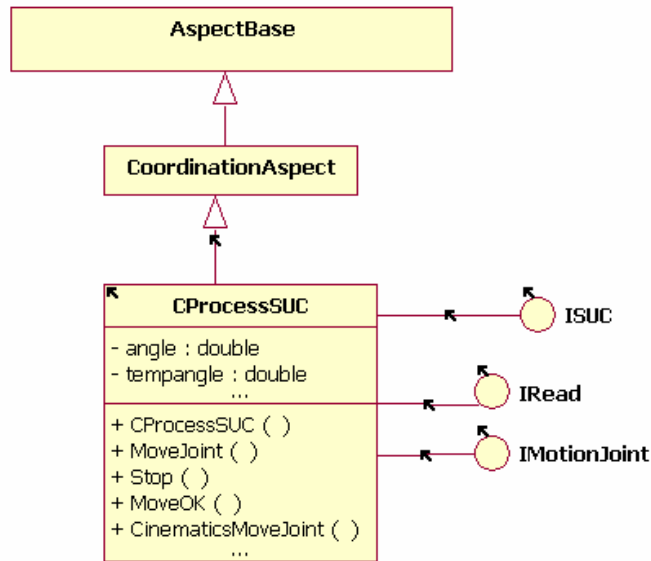 AspectBase
CoordinationAspect
CProcessSUC
- angle : double
- tempangle : double
...
+ CProcessSUC ( )
+ MoveJoint ( )
+ Stop ( )
+ MoveOK ( )
+ CinematicsMoveJoint ( )
...
ISUC
IRead
IMotionJoint